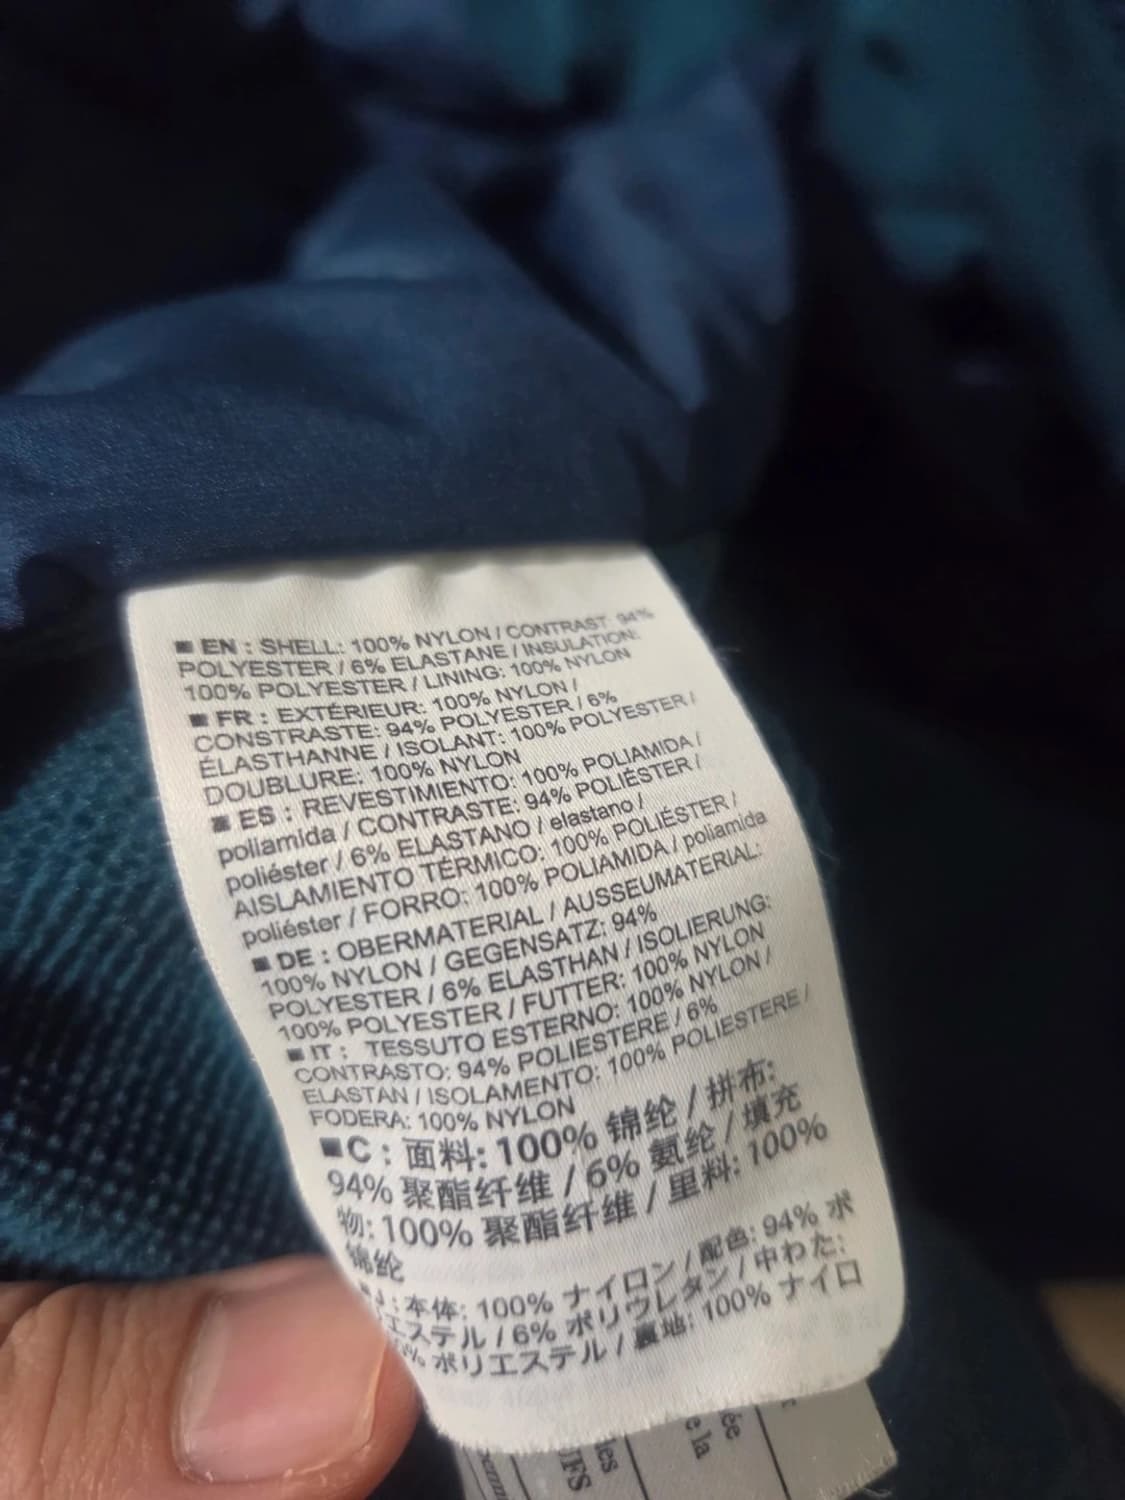 ■ EN : SHELL: 100% NYLON / CONTRAST 94%
POLYESTER / 6% ELASTANE / INSULATION:
100% POLYESTER / LINING: 100% NYLON
■ FR : EXTÉRIEUR: 100% NYLON /
CONSTRASTE: 94% POLYESTER / 6%
ÉLASTHANNE / ISOLANT: 100% POLYESTER /
DOUBLURE: 100% NYLON
■ ES : REVESTIMIENTO: 100% POLIAMIDA /
poliamida / CONTRASTE: 94% POLIÉSTER /
poliéster / 6% ELASTANO / elastano /
AISLAMIENTO TÉRMICO: 100% POLIÉSTER /
poliéster / FORRO: 100% POLIAMIDA / poliamida
■ DE : OBERMATERIAL / AUSSEUMATERIAL:
100% NYLON / GEGENSATZ: 94%
POLYESTER / 6% ELASTHAN / ISOLIERUNG:
100% POLYESTER / FUTTER: 100% NYLON
■ IT : TESSUTO ESTERNO: 100% NYLON /
CONTRASTO: 94% POLIESTERE / 6%
ELASTAN / ISOLAMENTO: 100% POLIESTERE /
FODERA: 100% NYLON
■C : 面料: 100% 锦纶 / 拼布:
94% 聚酯纤维 / 6% 氨纶 / 填充
物: 100% 聚酯纤维 / 里料: 100%
锦纶
J : 本体: 100% ナイロン / 配色: 94% ポ
エステル / 6% ポリウレタン / 中わた:
% ポリエステル / 裏地: 100% ナイロ
les
e la
ée